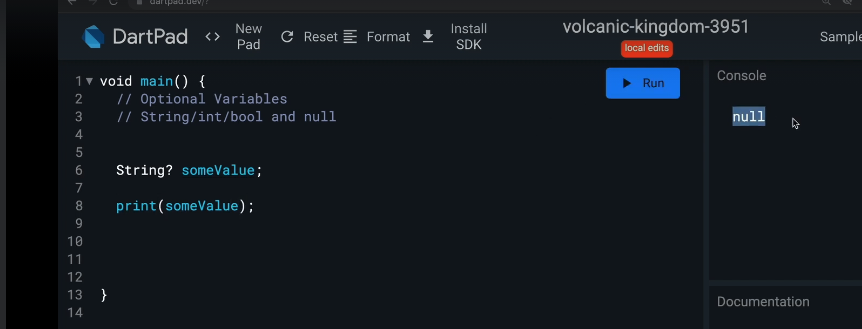 dartpad.dev/?
DartPad
<> New Pad
Reset
Format
Install SDK
volcanic-kingdom-3951
local edits
Sample
1 void main() {
2 // Optional Variables
3 // String/int/bool and null
4
5
6 String? someValue;
7
8 print(someValue);
9
10
11
12
13 }
14
Run
Console
null
Documentation